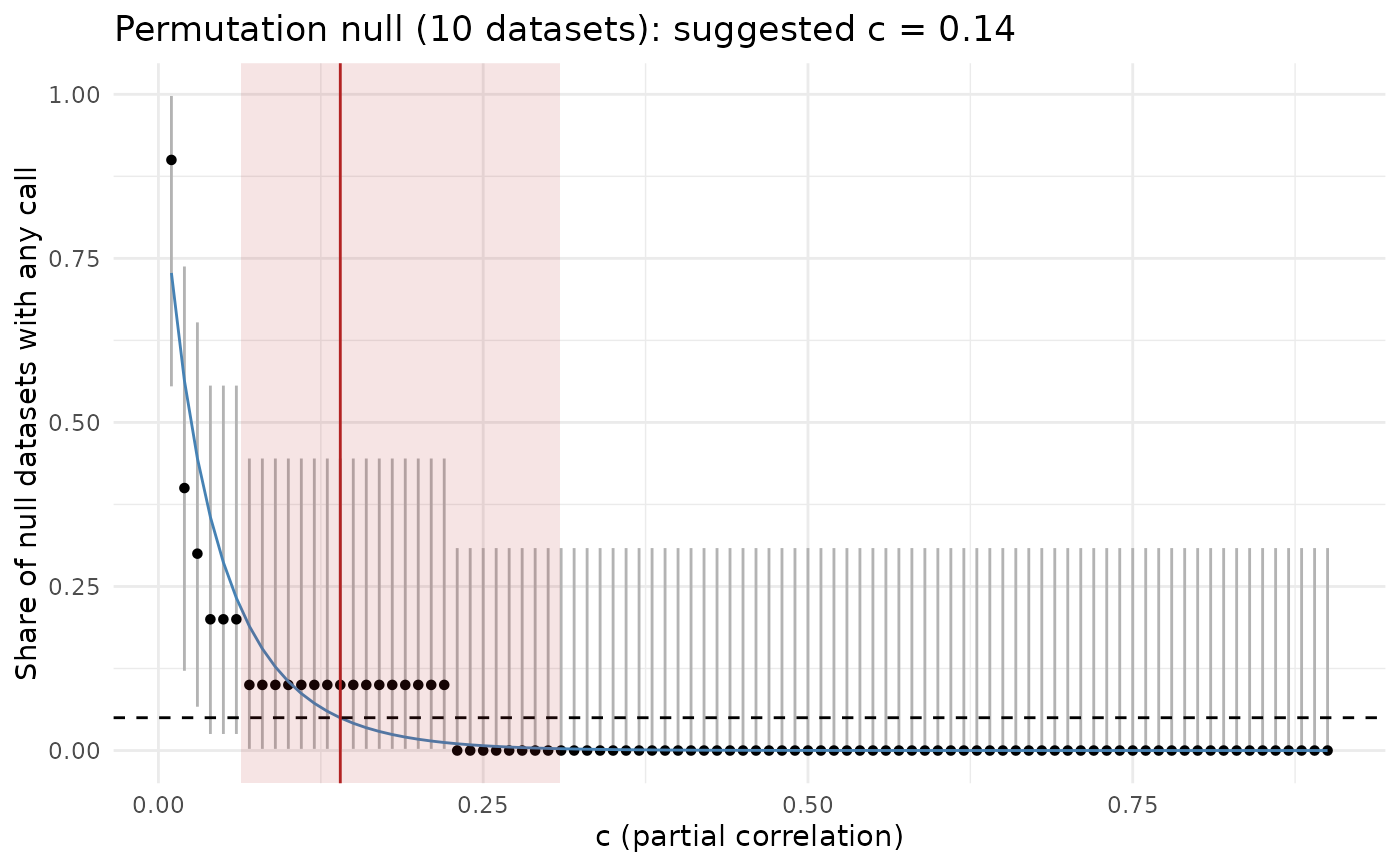 Permutation null (10 datasets): suggested c = 0.14
Share of null datasets with any call
1.00
0.75
0.50
0.25
0.00
0.00 0.25 0.50 0.75
c (partial correlation)